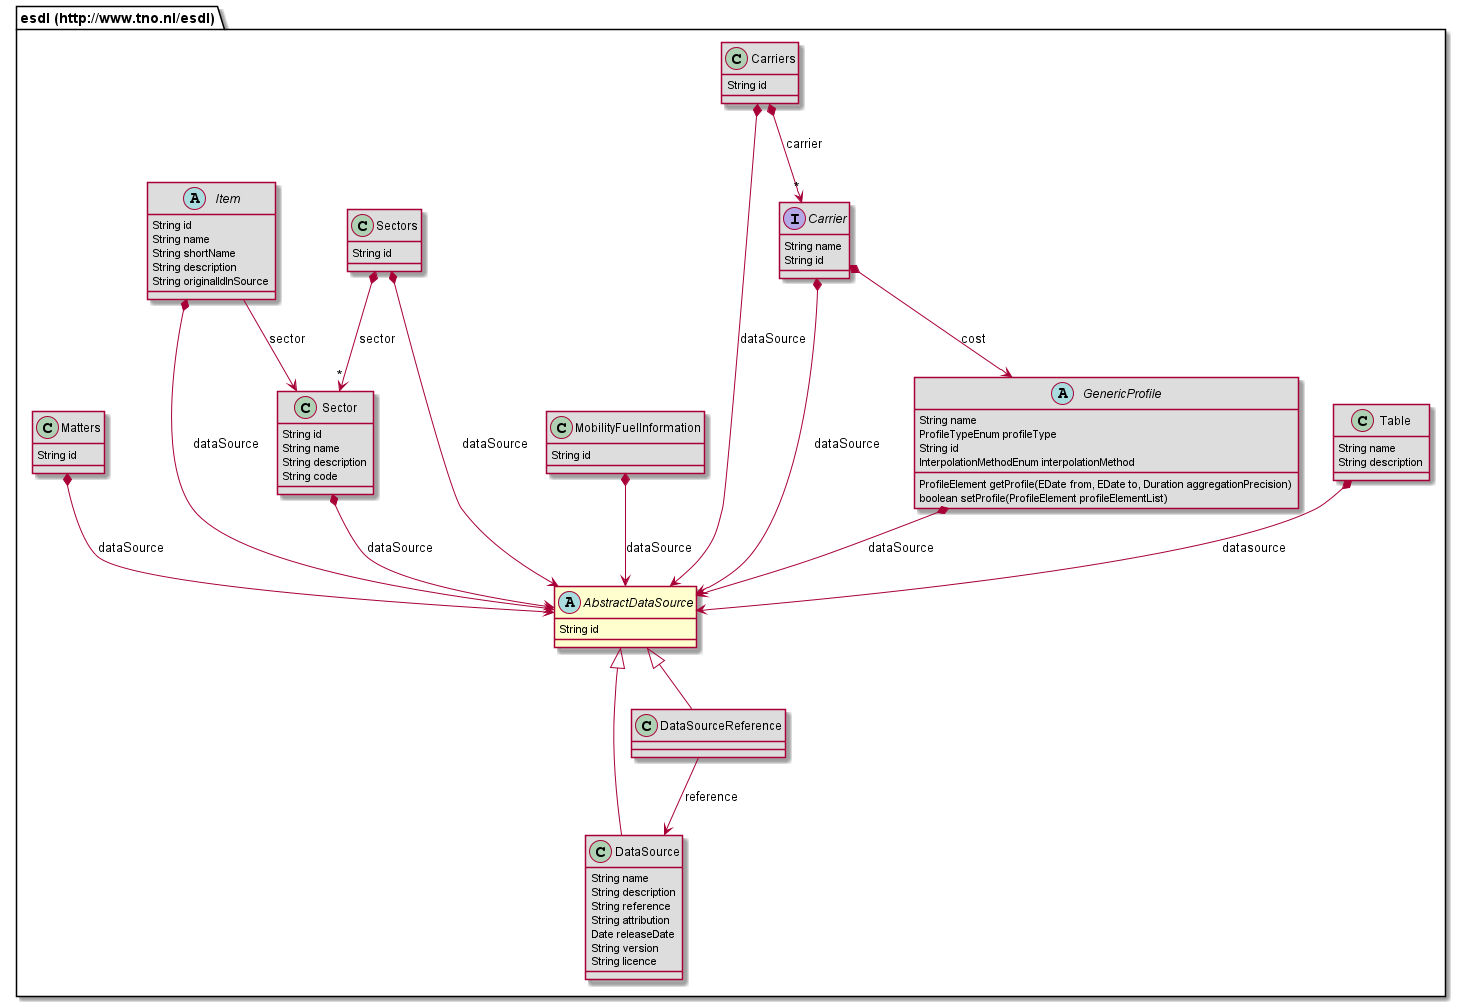 esdl (http://www.tno.nl/esdl)
C Carriers
String id
carrier
*
A Item
String id
String name
String shortName
String description
String originalIdInSource
C Sectors
String id
I Carrier
String name
String id
sector
sector
*
dataSource
cost
C Matters
String id
C Sector
String id
String name
String description
String code
dataSource
dataSource
C MobilityFuelInformation
String id
dataSource
A GenericProfile
String name
ProfileTypeEnum profileType
String id
InterpolationMethodEnum interpolationMethod
ProfileElement getProfile(EDate from, EDate to, Duration aggregationPrecision)
boolean setProfile(ProfileElement profileElementList)
C Table
String name
String description
dataSource
dataSource
dataSource
dataSource
datasource
A AbstractDataSource
String id
C DataSourceReference
reference
C DataSource
String name
String description
String reference
String attribution
Date releaseDate
String version
String licence